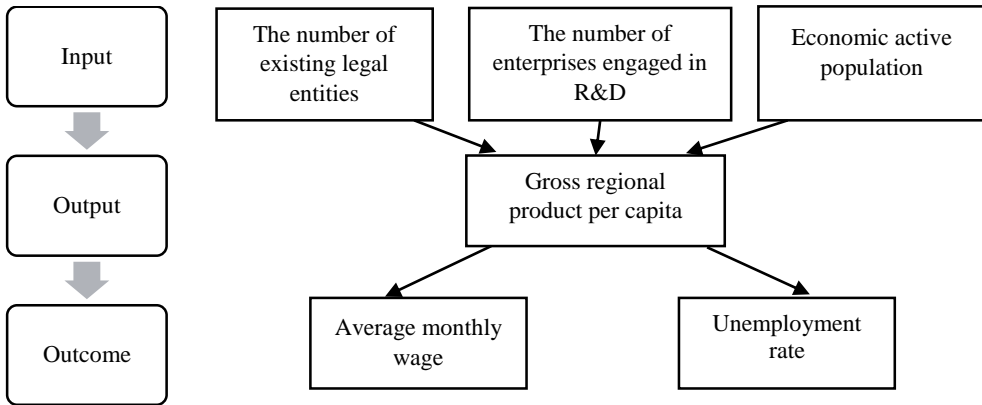 Input
The number of
existing legal
entities
The number of
enterprises engaged in
R&D
Economic active
population
Output
Gross regional
product per capita
Outcome
Average monthly
wage
Unemployment
rate